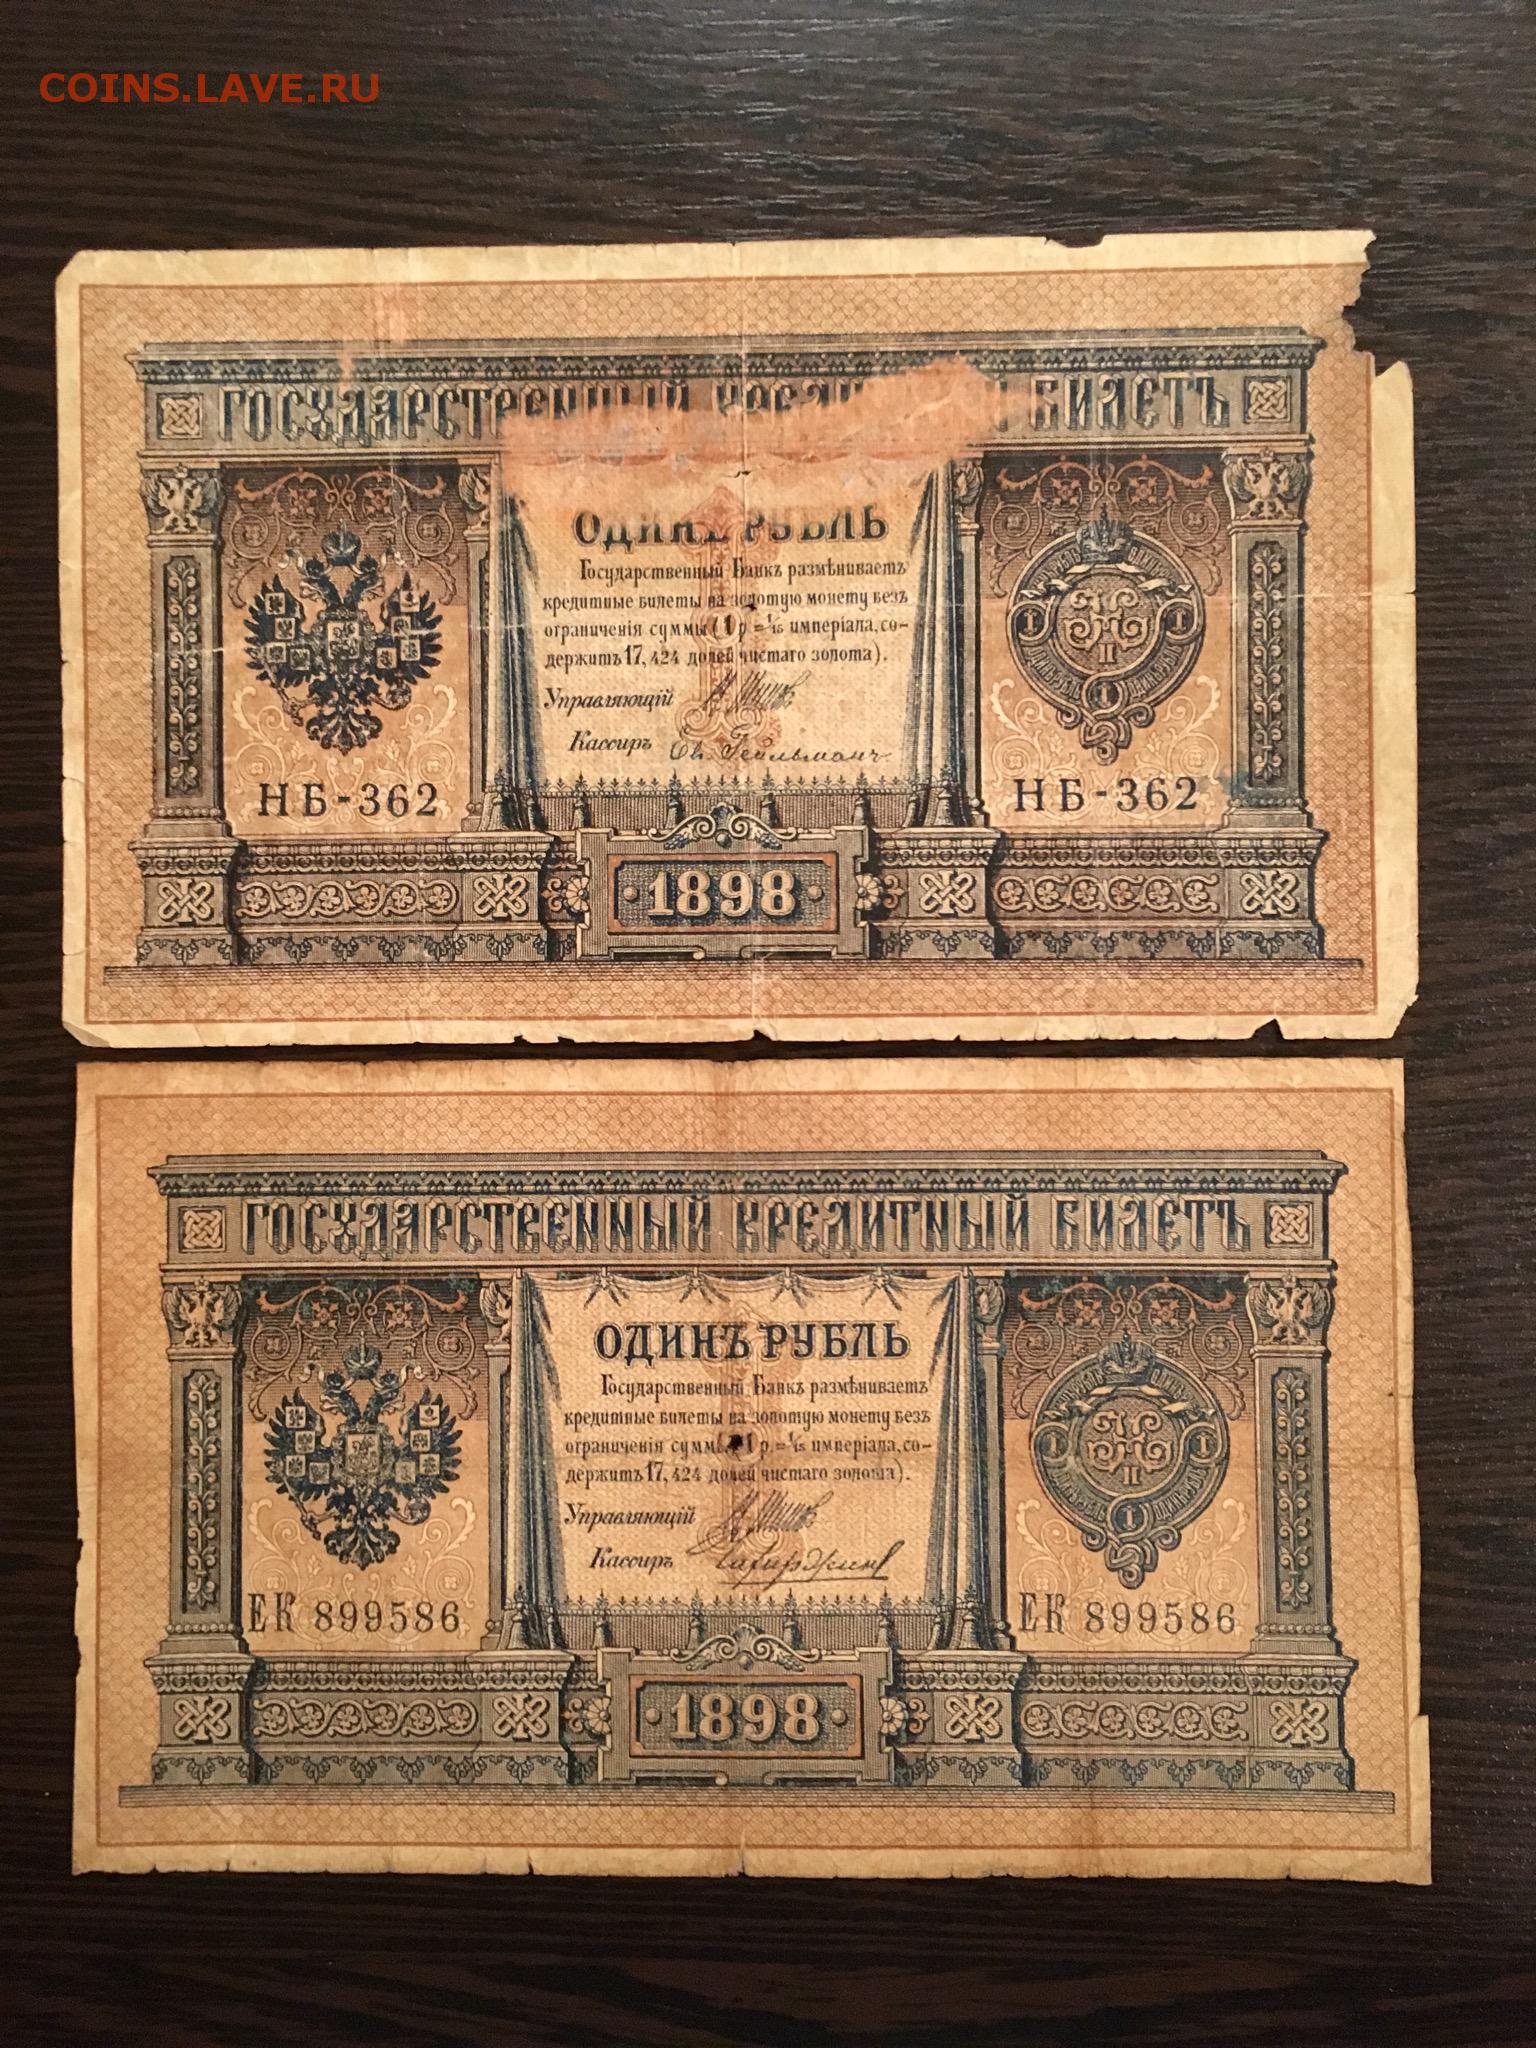 COINS.LAVE.RU
ГОСУДАРСТВЕННЫЙ КРЕДИ БИЛЕТЪ
ОДИНЪ РУБЛЬ
Государственный Банкъ размѣниваетъ
кредитные билеты на золотую монету безъ
ограниченія суммы (1 р.=1/15 имперіала, со-
держитъ 17,424 долей чистаго золота).
Управляющій
Кассиръ
НБ-362 НБ-362
1898
ГОСУДАРСТВЕННЫЙ КРЕДИТНЫЙ БИЛЕТЪ
ОДИНЪ РУБЛЬ
Государственный Банкъ размѣниваетъ
кредитные билеты на золотую монету безъ
ограниченія суммы (1 р.=1/15 имперіала, со-
держитъ 17,424 долей чистаго золота).
Управляющій
Кассиръ
ЕК 899586 ЕК 899586
1898